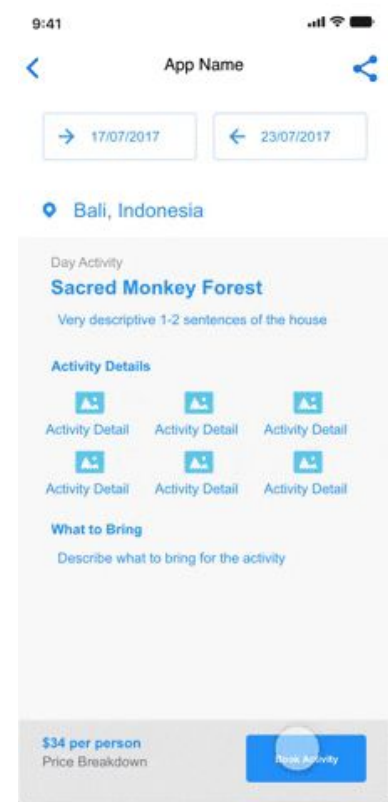 9:41
App Name
17/07/2017 23/07/2017
Bali, Indonesia
Day Activity
Sacred Monkey Forest
Very descriptive 1-2 sentences of the house
Activity Details
Activity Detail Activity Detail Activity Detail
Activity Detail Activity Detail Activity Detail
What to Bring
Describe what to bring for the activity
$34 per person
Price Breakdown
Book Activity